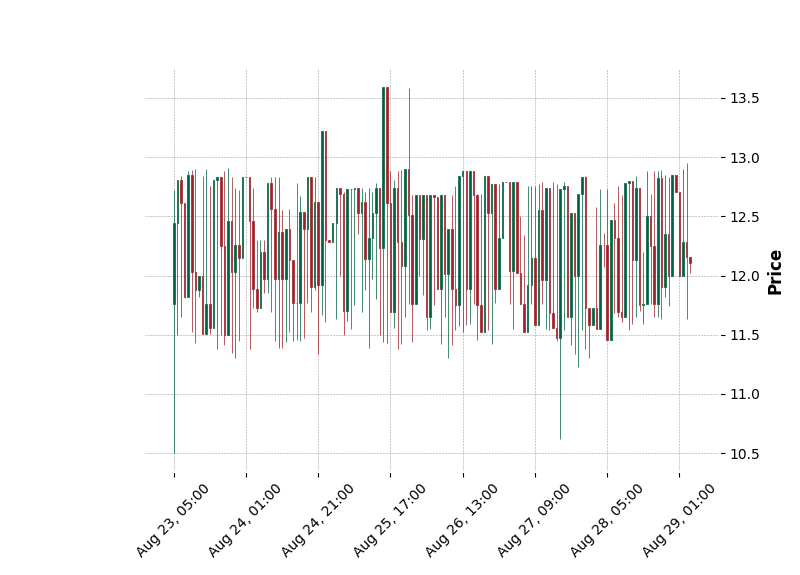 13.5
13.0
12.5
12.0
11.5
11.0
10.5
Price
Aug 23, 05:00
Aug 24, 01:00
Aug 24, 21:00
Aug 25, 17:00
Aug 26, 13:00
Aug 27, 09:00
Aug 28, 05:00
Aug 29, 01:00